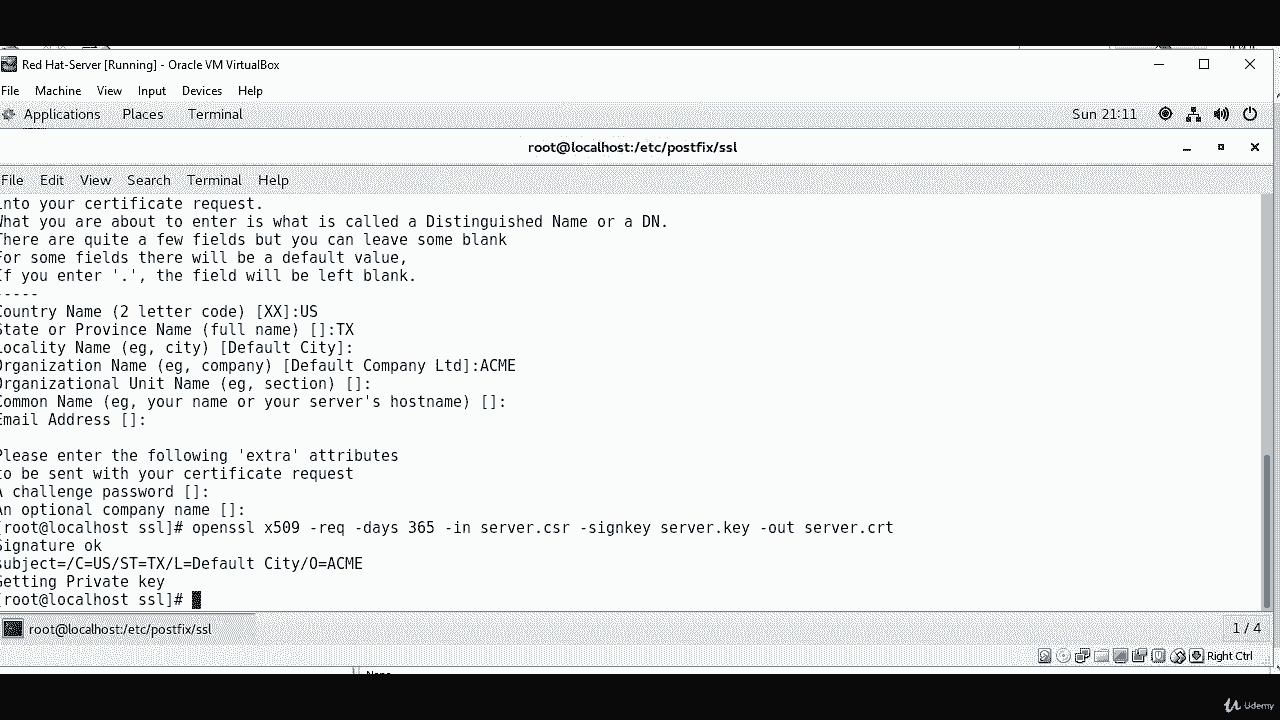 Red Hat-Server [Running] - Oracle VM VirtualBox
File Machine View Input Devices Help
Applications Places Terminal Sun 21:11
root@localhost:/etc/postfix/ssl
File Edit View Search Terminal Help
into your certificate request.
What you are about to enter is what is called a Distinguished Name or a DN.
There are quite a few fields but you can leave some blank
For some fields there will be a default value,
If you enter '.', the field will be left blank.
-----
Country Name (2 letter code) [XX]:US
State or Province Name (full name) []:TX
Locality Name (eg, city) [Default City]:
Organization Name (eg, company) [Default Company Ltd]:ACME
Organizational Unit Name (eg, section) []:
Common Name (eg, your name or your server's hostname) []:
Email Address []:
Please enter the following 'extra' attributes
to be sent with your certificate request
A challenge password []:
An optional company name []:
[root@localhost ssl]# openssl x509 -req -days 365 -in server.csr -signkey server.key -out server.crt
Signature ok
subject=/C=US/ST=TX/L=Default City/O=ACME
Getting Private key
[root@localhost ssl]#
root@localhost:/etc/postfix/ssl 1 / 4
Right Ctrl
Udemy